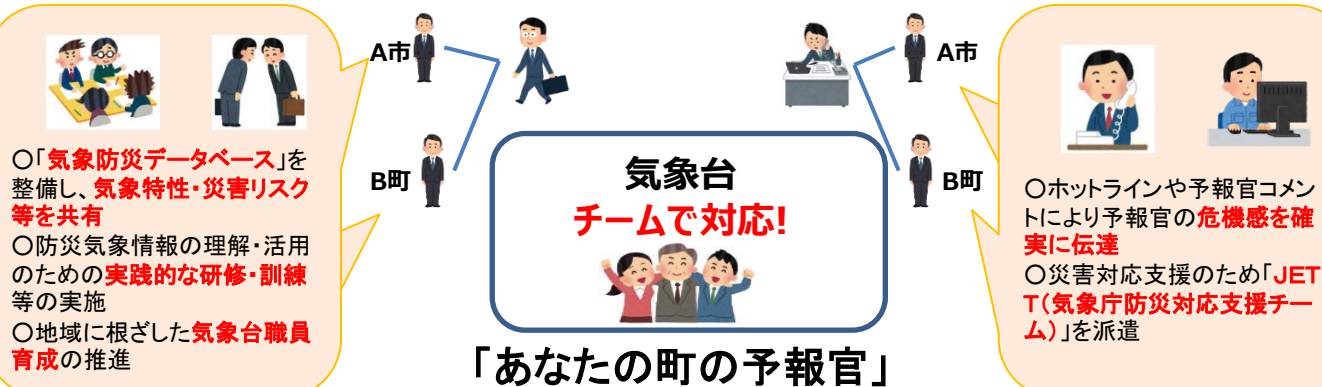 ○「気象防災データベース」を
整備し、気象特性・災害リスク
等を共有
○防災気象情報の理解・活用
のための実践的な研修・訓練
等の実施
○地域に根ざした気象台職員
育成の推進
A市
B町
気象台
チームで対応!
「あなたの町の予報官」
A市
B町
○ホットラインや予報官コメン
トにより予報官の危機感を確
実に伝達
○災害対応支援のため「JET
T(気象庁防災対応支援チー
ム)」を派遣